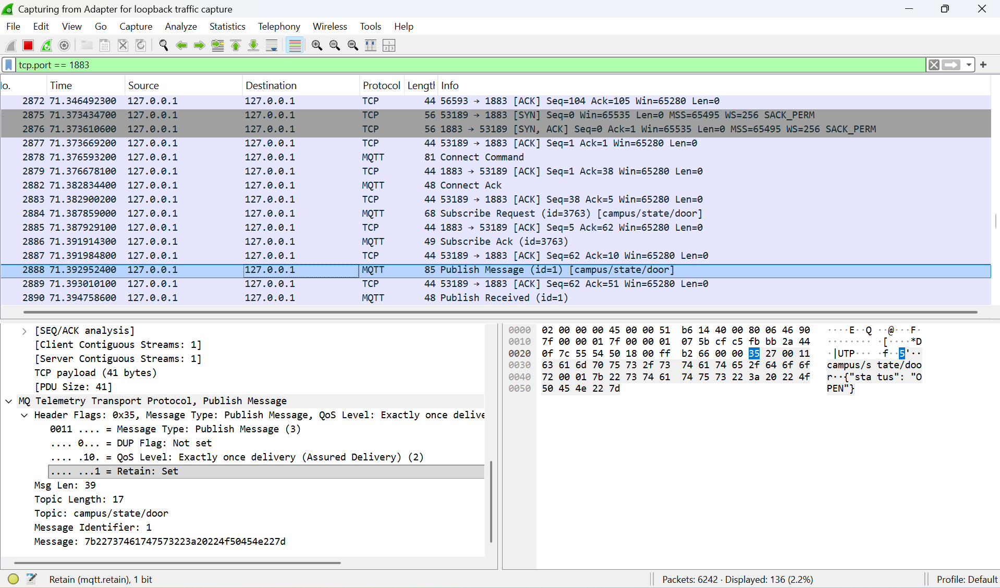 Capturing from Adapter for loopback traffic capture
File Edit View Go Capture Analyze Statistics Telephony Wireless Tools Help
tcp.port == 1883
lo. Time Source Destination Protocol Length Info
2872 71.346492300 127.0.0.1 127.0.0.1 TCP 44 56593 → 1883 [ACK] Seq=104 Ack=105 Win=65280 Len=0
2875 71.373434700 127.0.0.1 127.0.0.1 TCP 56 53189 → 1883 [SYN] Seq=0 Win=65535 Len=0 MSS=65495 WS=256 SACK_PERM
2876 71.373610600 127.0.0.1 127.0.0.1 TCP 56 1883 → 53189 [SYN, ACK] Seq=0 Ack=1 Win=65535 Len=0 MSS=65495 WS=256 SACK_PERM
2877 71.373669200 127.0.0.1 127.0.0.1 TCP 44 53189 → 1883 [ACK] Seq=1 Ack=1 Win=65280 Len=0
2878 71.376593200 127.0.0.1 127.0.0.1 MQTT 81 Connect Command
2879 71.376678100 127.0.0.1 127.0.0.1 TCP 44 1883 → 53189 [ACK] Seq=1 Ack=38 Win=65280 Len=0
2882 71.382834400 127.0.0.1 127.0.0.1 MQTT 48 Connect Ack
2883 71.382900200 127.0.0.1 127.0.0.1 TCP 44 53189 → 1883 [ACK] Seq=38 Ack=5 Win=65280 Len=0
2884 71.387859000 127.0.0.1 127.0.0.1 MQTT 68 Subscribe Request (id=3763) [campus/state/door]
2885 71.387929100 127.0.0.1 127.0.0.1 TCP 44 1883 → 53189 [ACK] Seq=5 Ack=62 Win=65280 Len=0
2886 71.391914300 127.0.0.1 127.0.0.1 MQTT 49 Subscribe Ack (id=3763)
2887 71.391984800 127.0.0.1 127.0.0.1 TCP 44 53189 → 1883 [ACK] Seq=62 Ack=10 Win=65280 Len=0
2888 71.392952400 127.0.0.1 127.0.0.1 MQTT 85 Publish Message (id=1) [campus/state/door]
2889 71.393010100 127.0.0.1 127.0.0.1 TCP 44 53189 → 1883 [ACK] Seq=62 Ack=51 Win=65280 Len=0
2890 71.394758600 127.0.0.1 127.0.0.1 MQTT 48 Publish Received (id=1)
[SEQ/ACK analysis]
[Client Contiguous Streams: 1]
[Server Contiguous Streams: 1]
TCP payload (41 bytes)
[PDU Size: 41]
MQ Telemetry Transport Protocol, Publish Message
Header Flags: 0x35, Message Type: Publish Message, QoS Level: Exactly once delive
0011 .... = Message Type: Publish Message (3)
.... 0... = DUP Flag: Not set
.... .10. = QoS Level: Exactly once delivery (Assured Delivery) (2)
.... ...1 = Retain: Set
Msg Len: 39
Topic Length: 17
Topic: campus/state/door
Message Identifier: 1
Message: 7b22737461747573223a20224f50454e227d
0000 02 00 00 00 45 00 00 51 b6 14 40 00 80 06 46 90 ····E··Q ··@···F·
0010 7f 00 00 01 7f 00 00 01 07 5b cf c5 fb bb 2a 44 ········ ·[····*D
0020 0f 7c 55 54 50 18 00 ff b2 66 00 00 35 27 00 11 ·|UTP··· ·f··5'··
0030 63 61 6d 70 75 73 2f 73 74 61 74 65 2f 64 6f 6f campus/s tate/doo
0040 72 00 01 7b 22 73 74 61 74 75 73 22 3a 20 22 4f r··{"sta tus": "O
0050 50 45 4e 22 7d PEN"}
Retain (mqtt.retain), 1 bit Packets: 6242 · Displayed: 136 (2.2%) Profile: Default